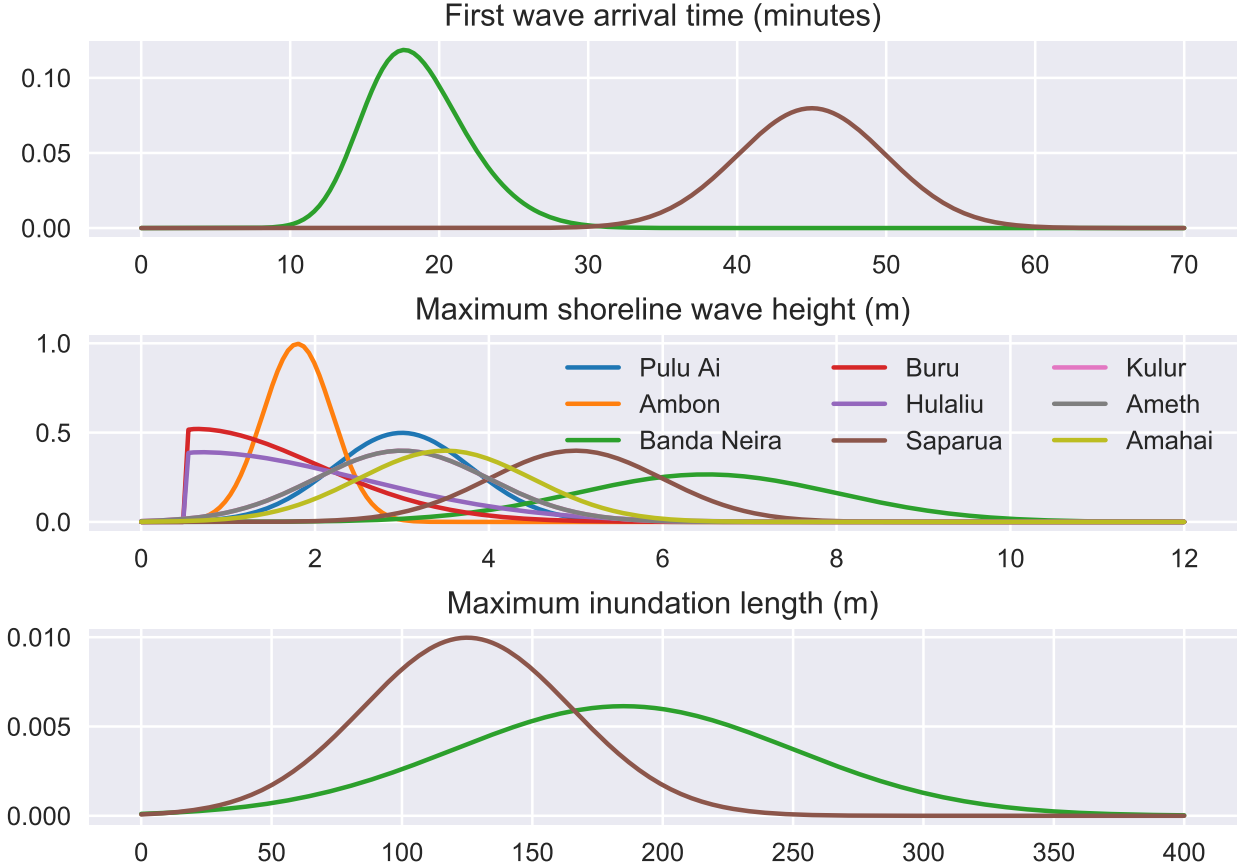 First wave arrival time (minutes)
0.10
0.05
0.00
0 10 20 30 40 50 60 70
Maximum shoreline wave height (m)
1.0
0.5
0.0
Pulu Ai Buru Kulur
Ambon Hulaliu Ameth
Banda Neira Saparua Amahai
0 2 4 6 8 10 12
Maximum inundation length (m)
0.010
0.005
0.000
0 50 100 150 200 250 300 350 400